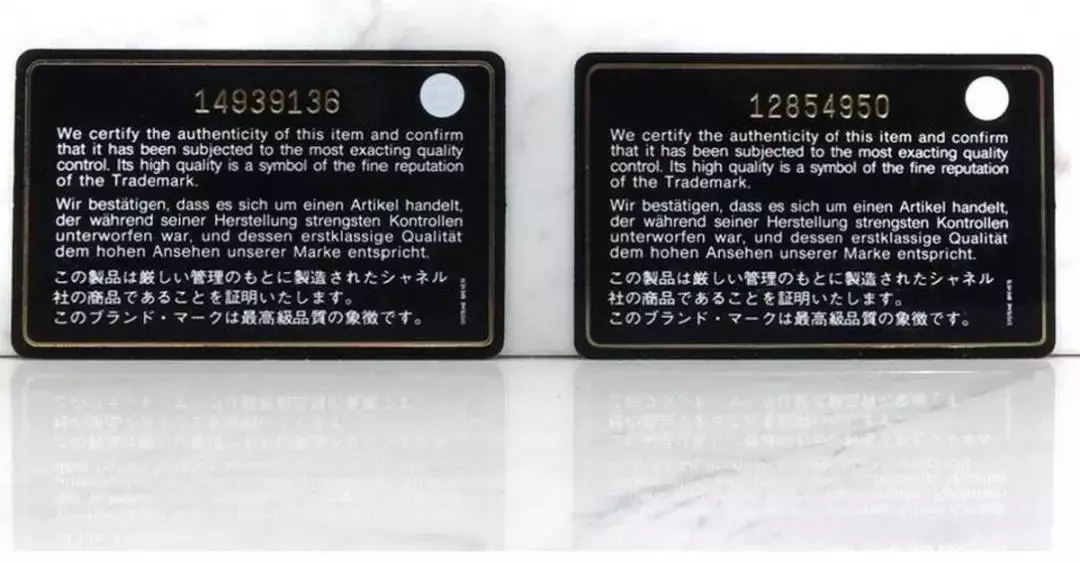 14939136
We certify the authenticity of this item and confirm
that it has been subjected to the most exacting quality
control. Its high quality is a symbol of the fine reputation
of the Trademark.
Wir bestätigen, dass es sich um einen Artikel handelt,
der während seiner Herstellung strengsten Kontrollen
unterworfen war, und dessen erstklassige Qualität
dem hohen Ansehen unserer Marke entspricht.
この製品は厳しい管理のもとに製造されたシャネル
社の商品であることを証明いたします。
このブランド・マークは最高級品質の象徴です。
12854950
We certify the authenticity of this item and confirm
that it has been subjected to the most exacting quality
control. Its high quality is a symbol of the fine reputation
of the Trademark.
Wir bestätigen, dass es sich um einen Artikel handelt,
der während seiner Herstellung strengsten Kontrollen
unterworfen war, und dessen erstklassige Qualität
dem hohen Ansehen unserer Marke entspricht.
この製品は厳しい管理のもとに製造されたシャネル
社の商品であることを証明いたします。
このブランド・マークは最高級品質の象徴です。